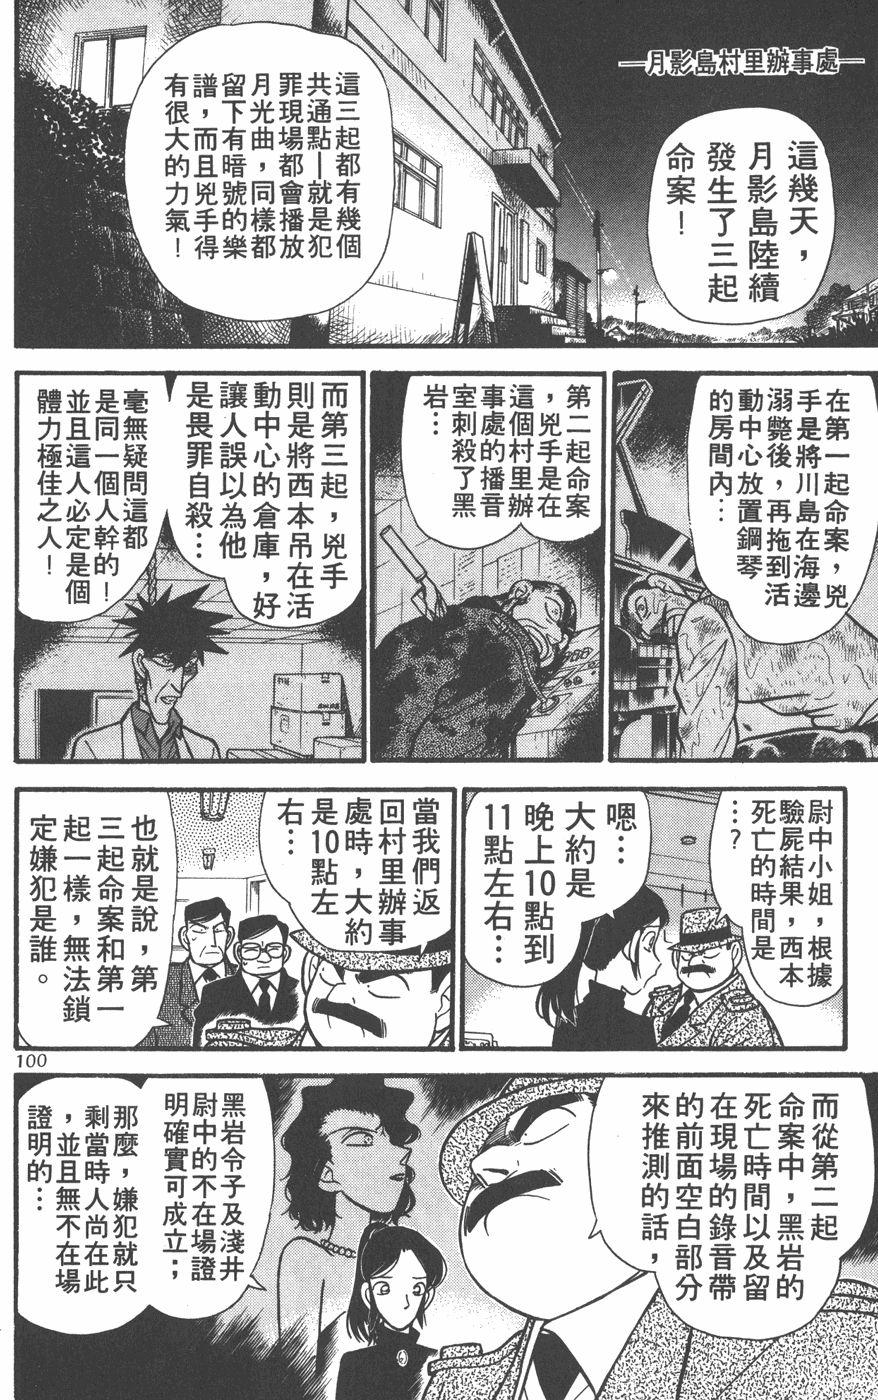 —月影島村里辦事處—
這幾天，
月影島陸續
發生了三起
命案！
這三起都有幾個
共通點—就是犯
罪現場都會播放
月光曲，同樣都
留下有暗號的樂
譜，而且兇手得
有很大的力氣！
在第一起命案，兇
手是將川島在海邊
溺斃後，再拖到活
動中心放置鋼琴
的房間內…
第二起命案
，兇手是在
這個村里辦
事處的播音
室刺殺了黑
岩…
而第三起，兇手
則是將西本吊在活
動中心的倉庫，好
讓人誤以為他
是畏罪自殺…
毫無疑問這都
是同一個人幹的！
並且這人必定是個
體力極佳之人！
尉中小姐，根據
驗屍結果，西本
死亡的時間是
…？
嗯…
大約是
晚上10點到
11點左右…
當我們返
回村里辦事
處時，大約
是10點左
右…
也就是說，第
三起命案和第一
起一樣，無法鎖
定嫌犯是誰。
100
而從第二起
命案中，黑岩的
死亡時間以及留
在現場的錄音帶
的前面空白部分
來推測的話，
黑岩令子及淺井
尉中的不在場證
明確實可成立；
那麼，嫌犯就只
剩當時人尚在此
，並且無不在場
證明的…